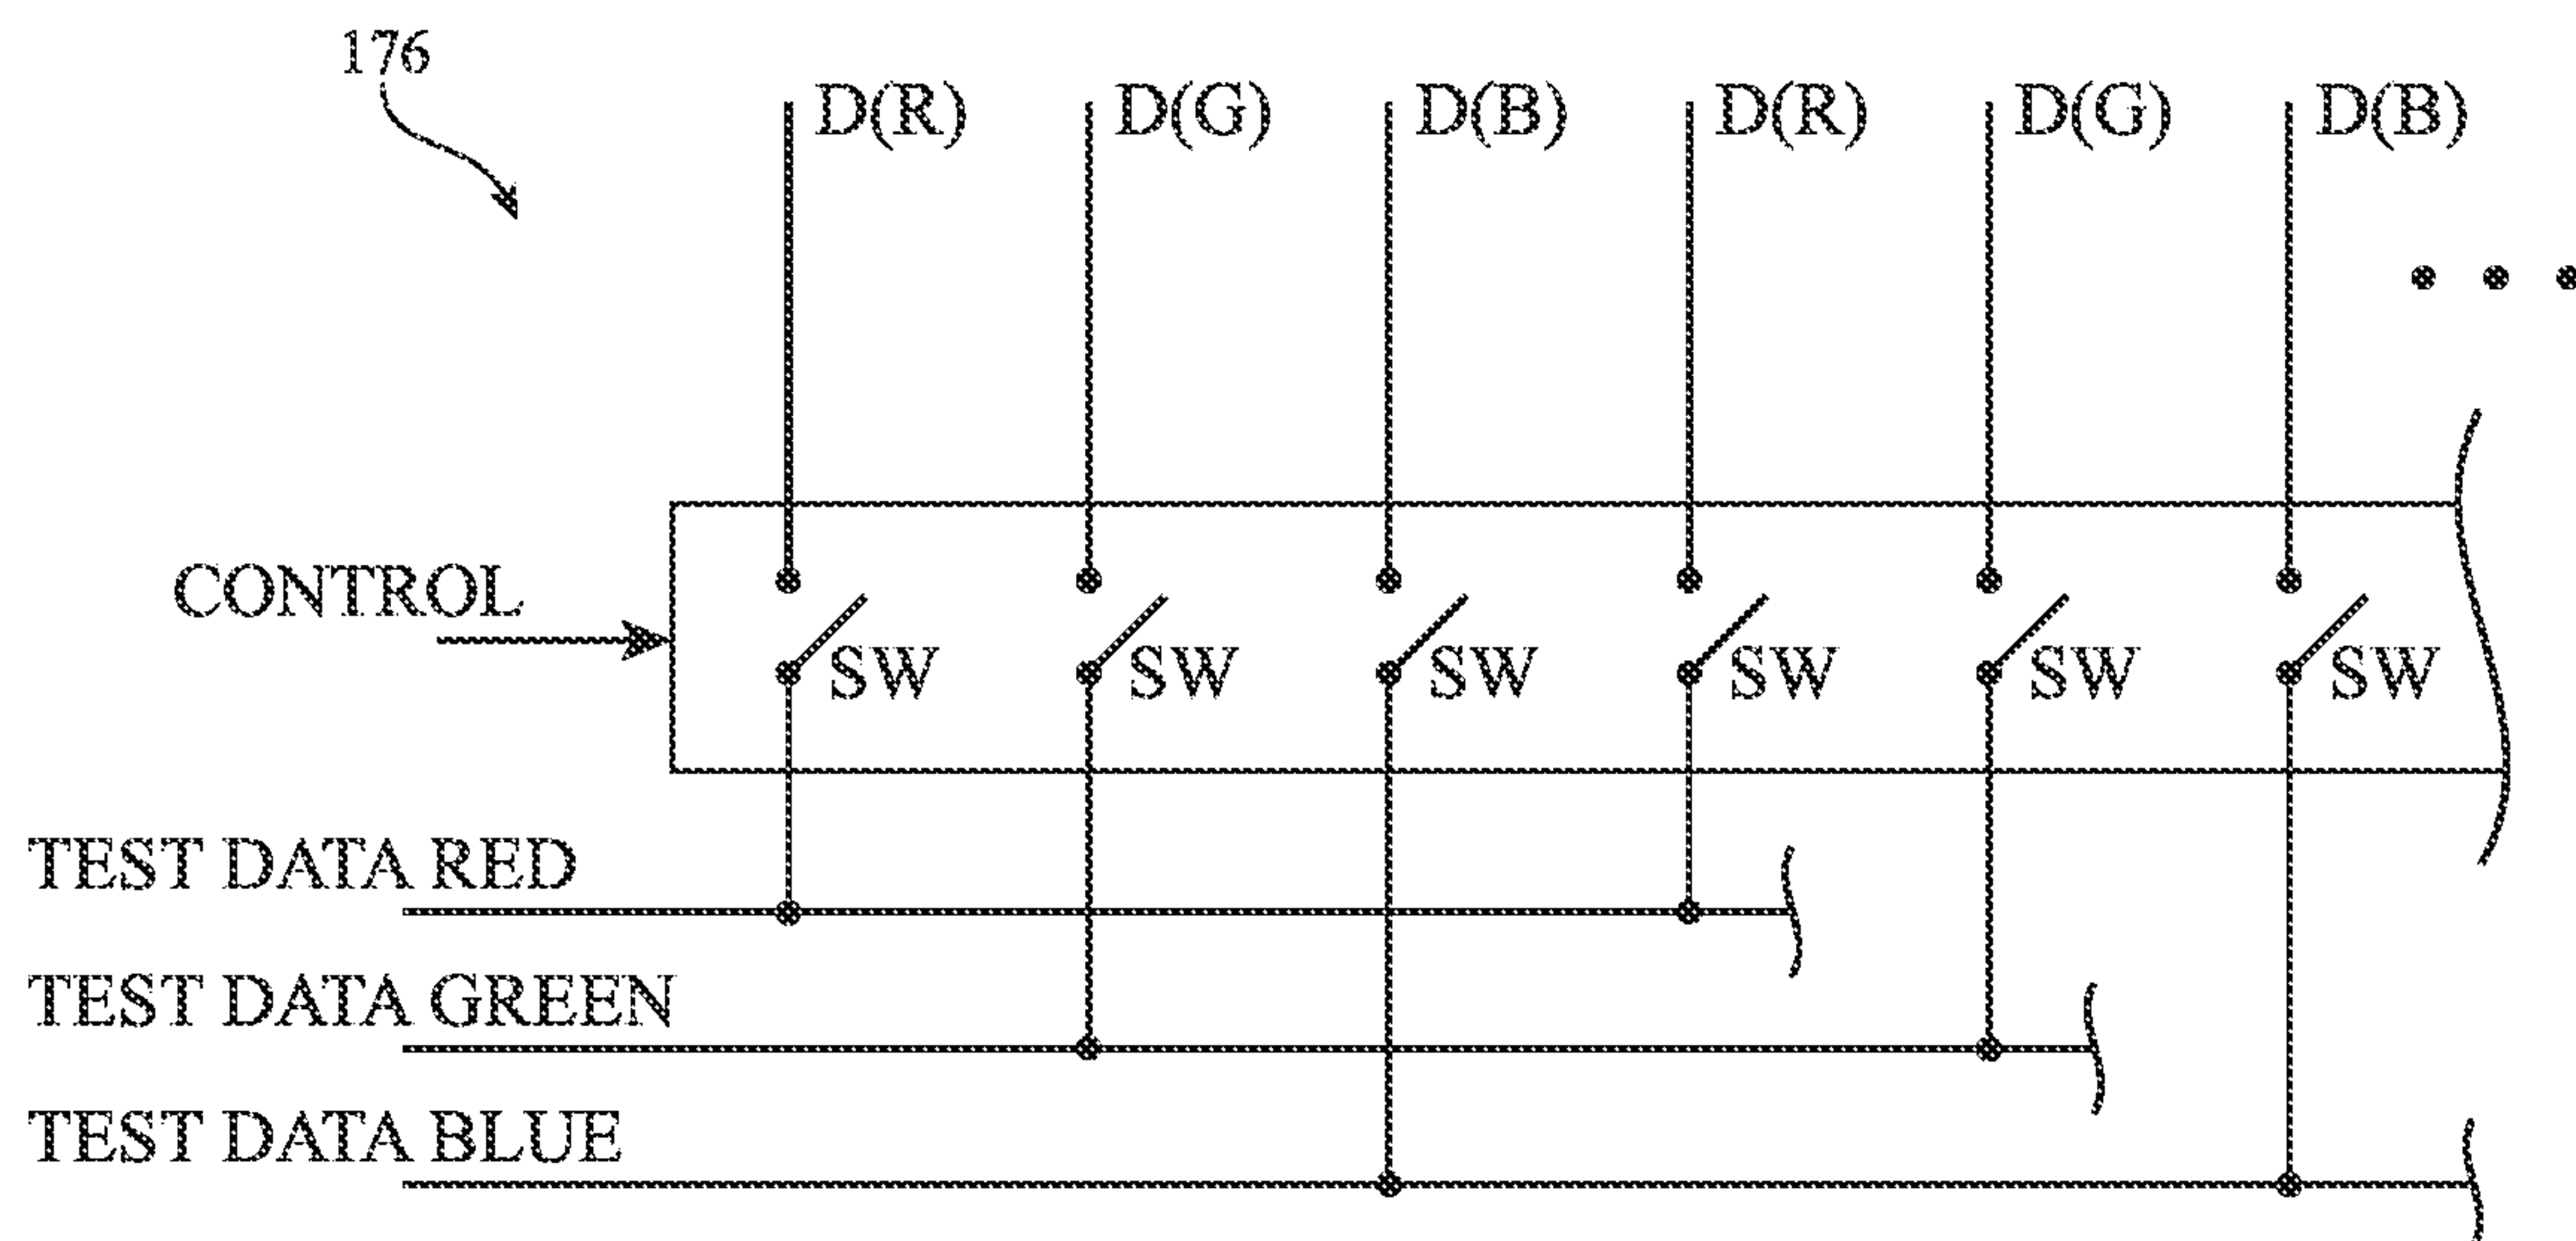 176
D(R) D(G) D(B) D(R) D(G) D(B)
CONTROL
SW SW SW SW SW SW
TEST DATA RED
TEST DATA GREEN
TEST DATA BLUE